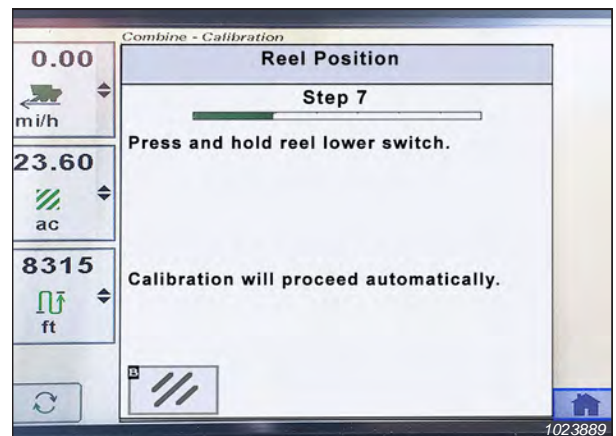 Combine - Calibration
0.00
mi/h
23.60
ac
8315
ft
Reel Position
Step 7
Press and hold reel lower switch.
Calibration will proceed automatically.
B
1023889